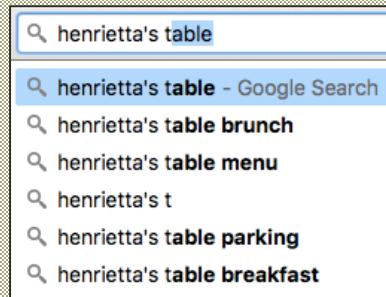 henrietta's table
henrietta's table - Google Search
henrietta's table brunch
henrietta's table menu
henrietta's t
henrietta's table parking
henrietta's table breakfast